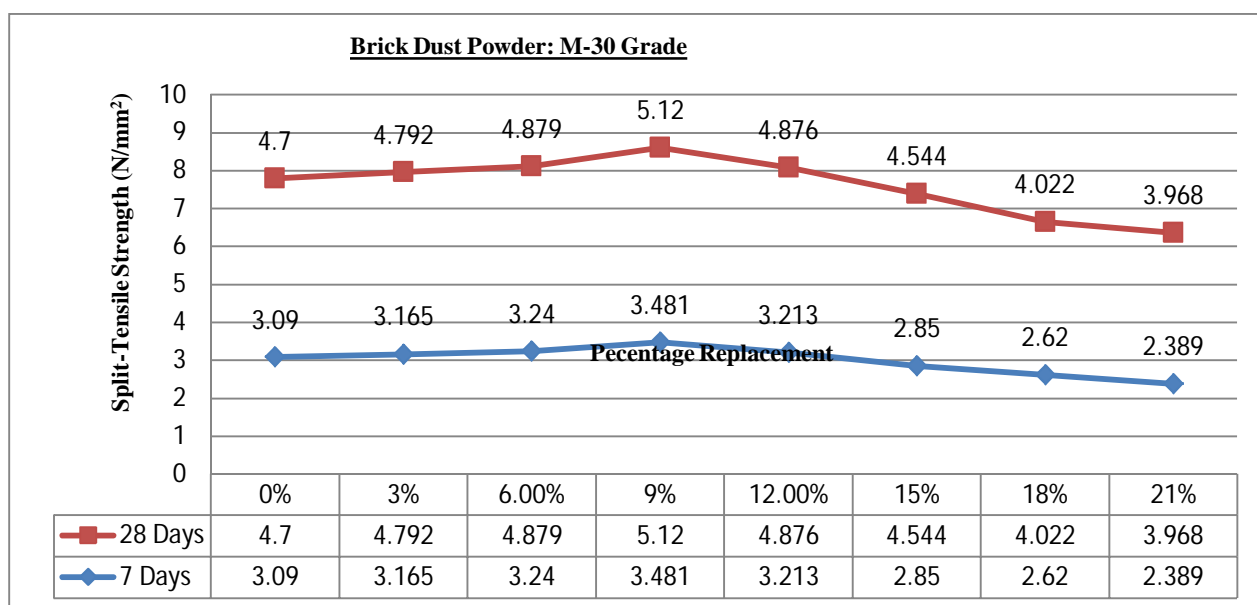 Brick Dust Powder: M-30 Grade
Split-Tensile Strength (N/mm²)
10
9
8
7
6
5
4
3
2
1
0
4.7 4.792 4.879 5.12 4.876 4.544 4.022 3.968
3.09 3.165 3.24 3.481 3.213 2.85 2.62 2.389
Pecentage Replacement
0% 3% 6.00% 9% 12.00% 15% 18% 21%
28 Days 4.7 4.792 4.879 5.12 4.876 4.544 4.022 3.968
7 Days 3.09 3.165 3.24 3.481 3.213 2.85 2.62 2.389